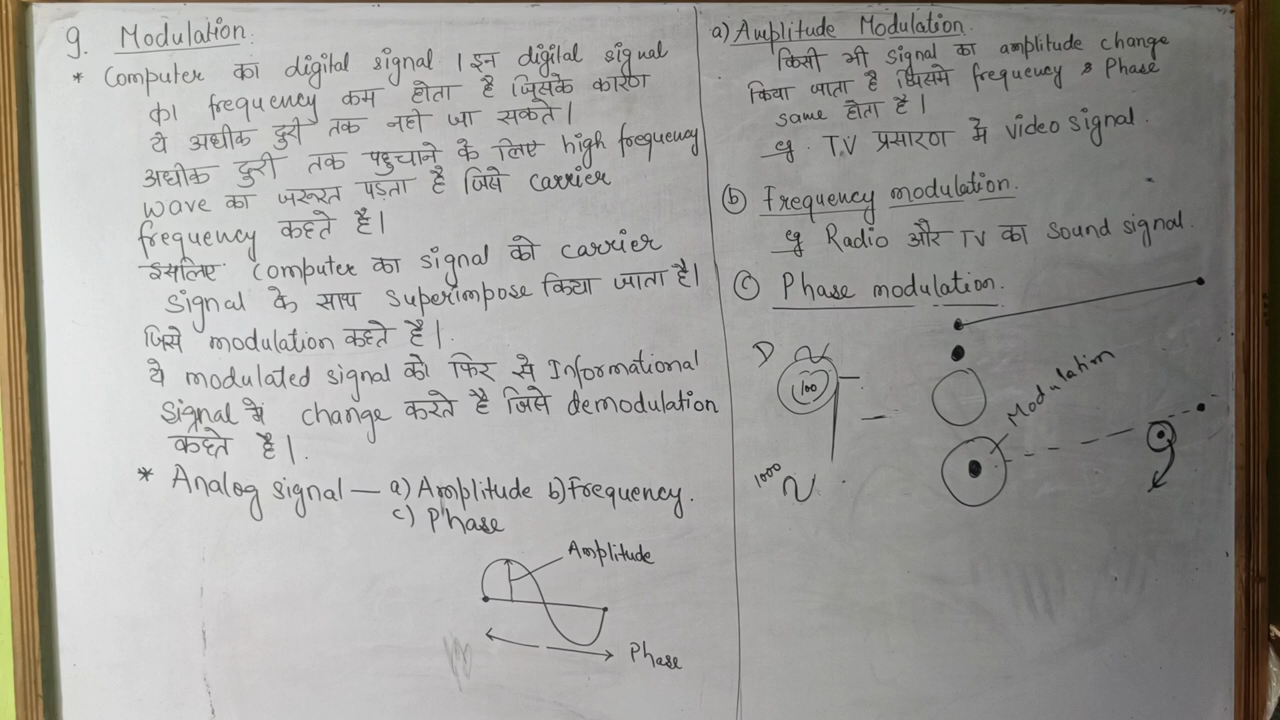 9. Modulation.
* Computer का digital signal । इन digital signal
का frequency कम होता है जिसके कारण
ये अधीक दुरी तक नही जा सकते।
अधीक दुरी तक पहुचाने के लिए high frequency
wave का जरूरत पड़ता है जिसे carrier
frequency कहते है।
इसलिए computer का signal को carrier
signal के साथ superimpose किया जाता है।
जिसे modulation कहते है।
ये modulated signal को फिर से Informational
signal में change करते है जिसे demodulation
कहते है।
* Analog signal — a) Amplitude b) Frequency.
c) Phase
Amplitude
Phase
a) Amplitude Modulation.
किसी भी signal का amplitude change
किया जाता है जिसमे frequency & Phase
same होता है।
eg. T.V प्रसारण मे video signal.
(b) Frequency modulation.
eg Radio और TV का sound signal.
(c) Phase modulation.
D
100
1000
Modulation